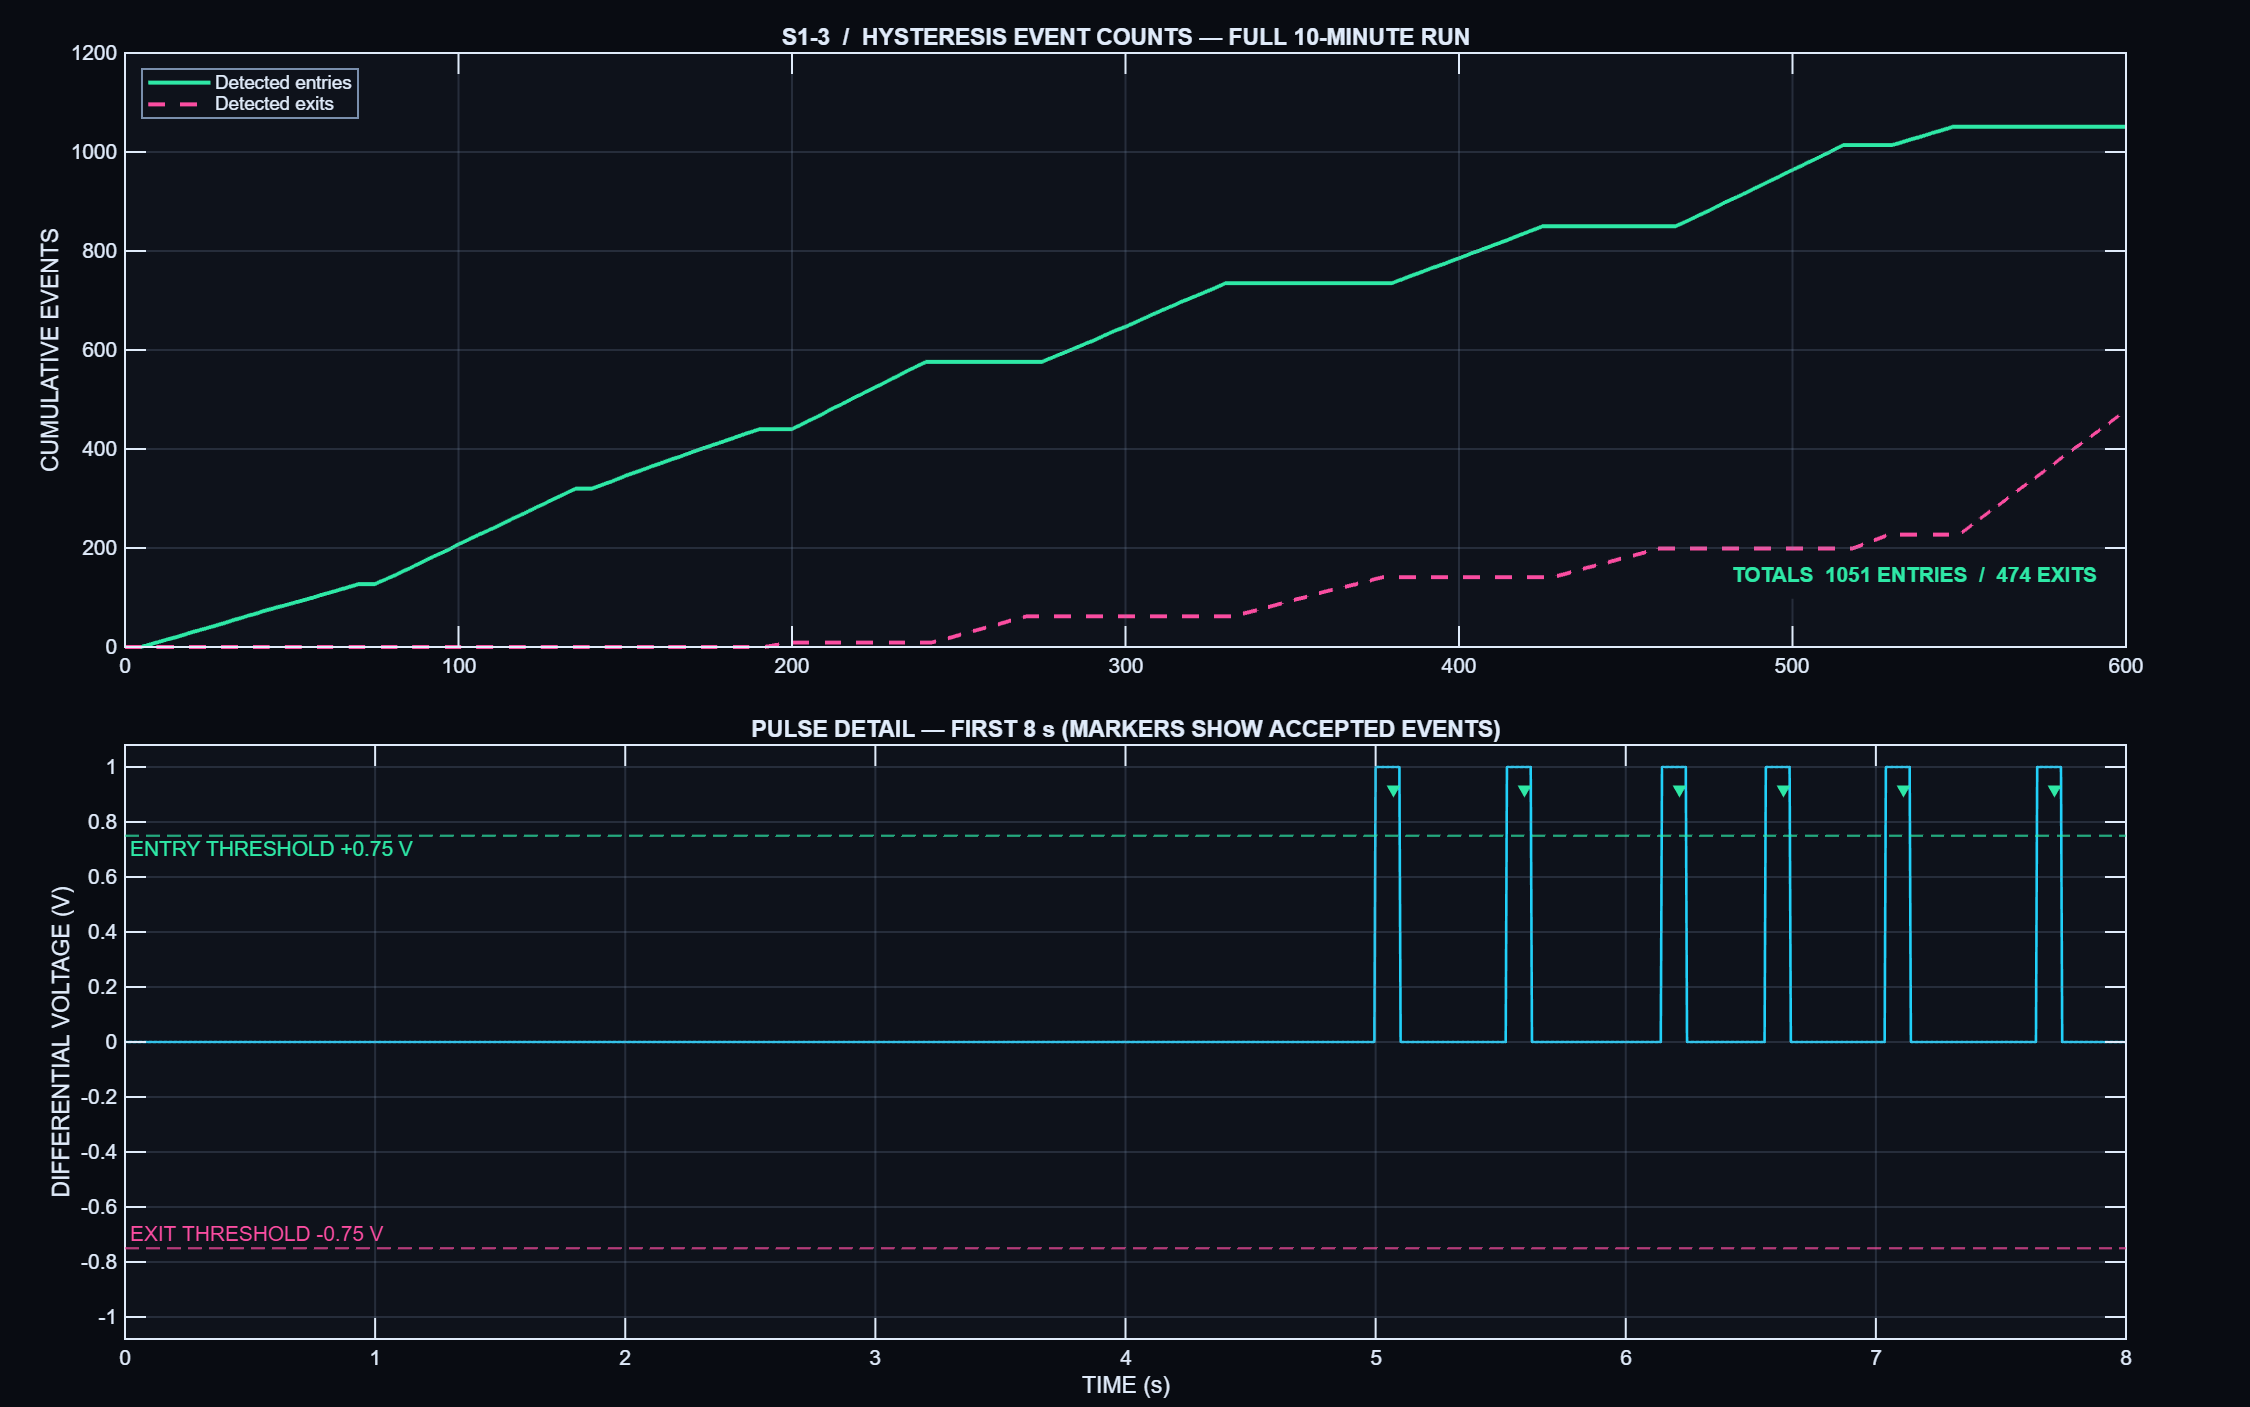 S1-3 / HYSTERESIS EVENT COUNTS — FULL 10-MINUTE RUN
1200
1000
800
600
400
200
0
CUMULATIVE EVENTS
Detected entries
Detected exits
TOTALS 1051 ENTRIES / 474 EXITS
0 100 200 300 400 500 600
PULSE DETAIL — FIRST 8 s (MARKERS SHOW ACCEPTED EVENTS)
1
0.8
0.6
0.4
0.2
0
-0.2
-0.4
-0.6
-0.8
-1
DIFFERENTIAL VOLTAGE (V)
ENTRY THRESHOLD +0.75 V
EXIT THRESHOLD -0.75 V
0 1 2 3 4 5 6 7 8
TIME (s)